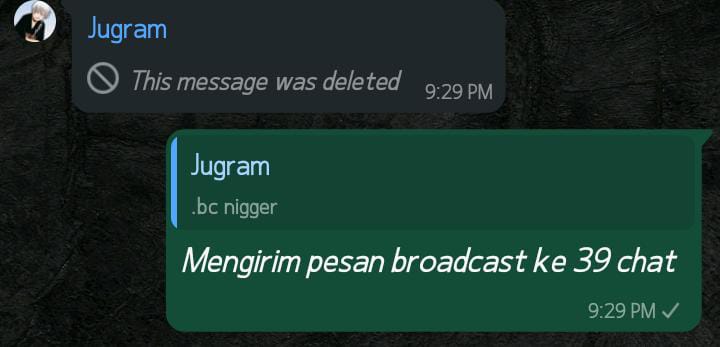 Jugram
This message was deleted
9:29 PM
Jugram
.bc nigger
Mengirim pesan broadcast ke 39 chat
9:29 PM